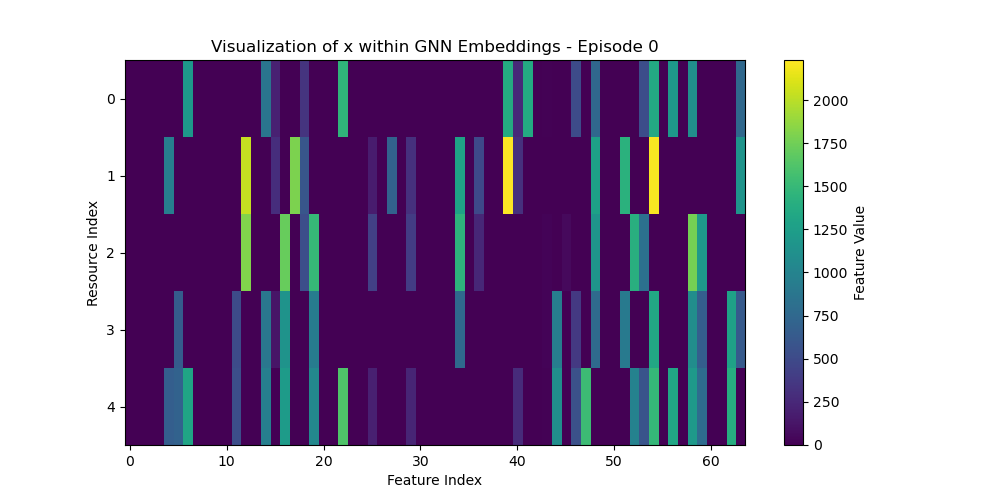 Visualization of x within GNN Embeddings - Episode 0
Resource Index
0
1
2
3
4
0 10 20 30 40 50 60
Feature Index
2000
1750
1500
1250
1000
750
500
250
0
Feature Value